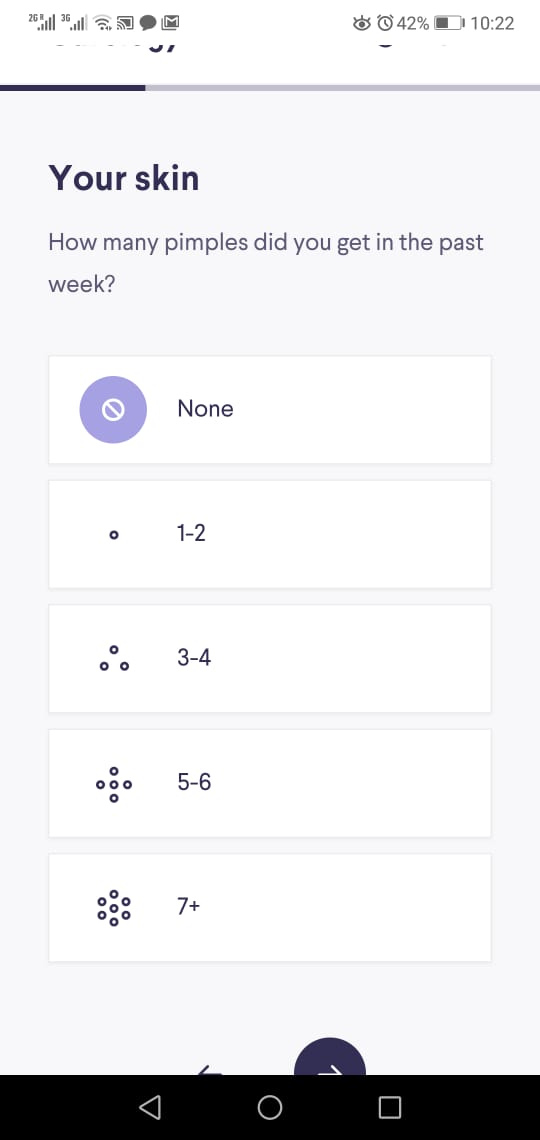 2G 3G 42% 10:22
Your skin
How many pimples did you get in the past
week?
None
1-2
3-4
5-6
7+